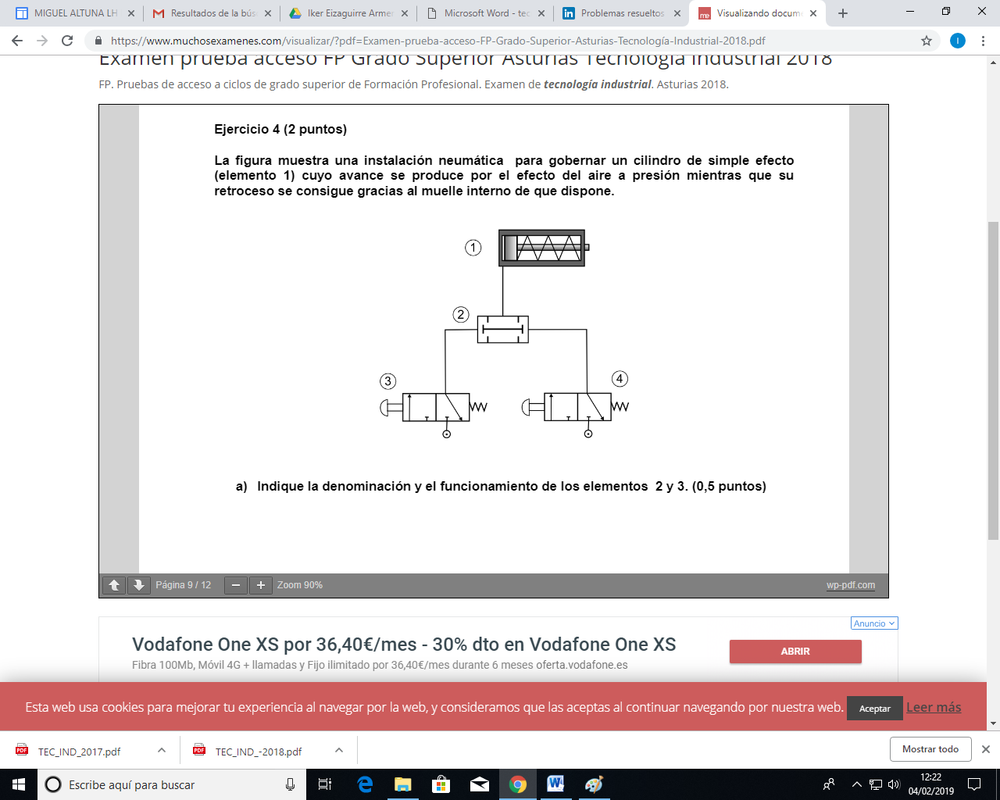 MIGUEL ALTUNA LH
Resultados de la bús
Iker Eizaguirre Armer
Microsoft Word - tec
Problemas resueltos
Visualizando docum
https://www.muchosexamenes.com/visualizar/?pdf=Examen-prueba-acceso-FP-Grado-Superior-Asturias-Tecnología-Industrial-2018.pdf
Examen prueba acceso FP Grado Superior Asturias Tecnología Industrial 2018
FP. Pruebas de acceso a ciclos de grado superior de Formación Profesional. Examen de tecnología industrial. Asturias 2018.
Ejercicio 4 (2 puntos)
La figura muestra una instalación neumática para gobernar un cilindro de simple efecto
(elemento 1) cuyo avance se produce por el efecto del aire a presión mientras que su
retroceso se consigue gracias al muelle interno de que dispone.
1
2
3
4
a) Indique la denominación y el funcionamiento de los elementos 2 y 3. (0,5 puntos)
Página 9 / 12
Zoom 90%
wp-pdf.com
Anuncio
Vodafone One XS por 36,40€/mes - 30% dto en Vodafone One XS
Fibra 100Mb, Móvil 4G + llamadas y Fijo ilimitado por 36,40€/mes durante 6 meses oferta.vodafone.es
ABRIR
Esta web usa cookies para mejorar tu experiencia al navegar por la web, y consideramos que las aceptas al continuar navegando por nuestra web. Aceptar Leer más
TEC_IND_2017.pdf
TEC_IND_-2018.pdf
Mostrar todo
Escribe aquí para buscar
12:22
04/02/2019